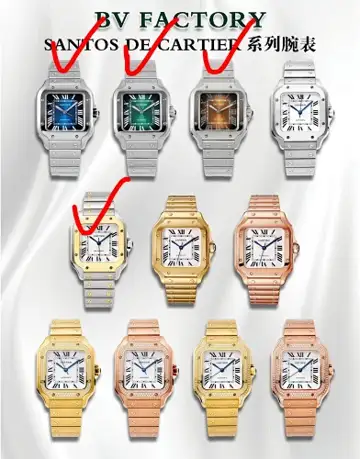 BV FACTORY
SANTOS DE CARTIER 系列腕表